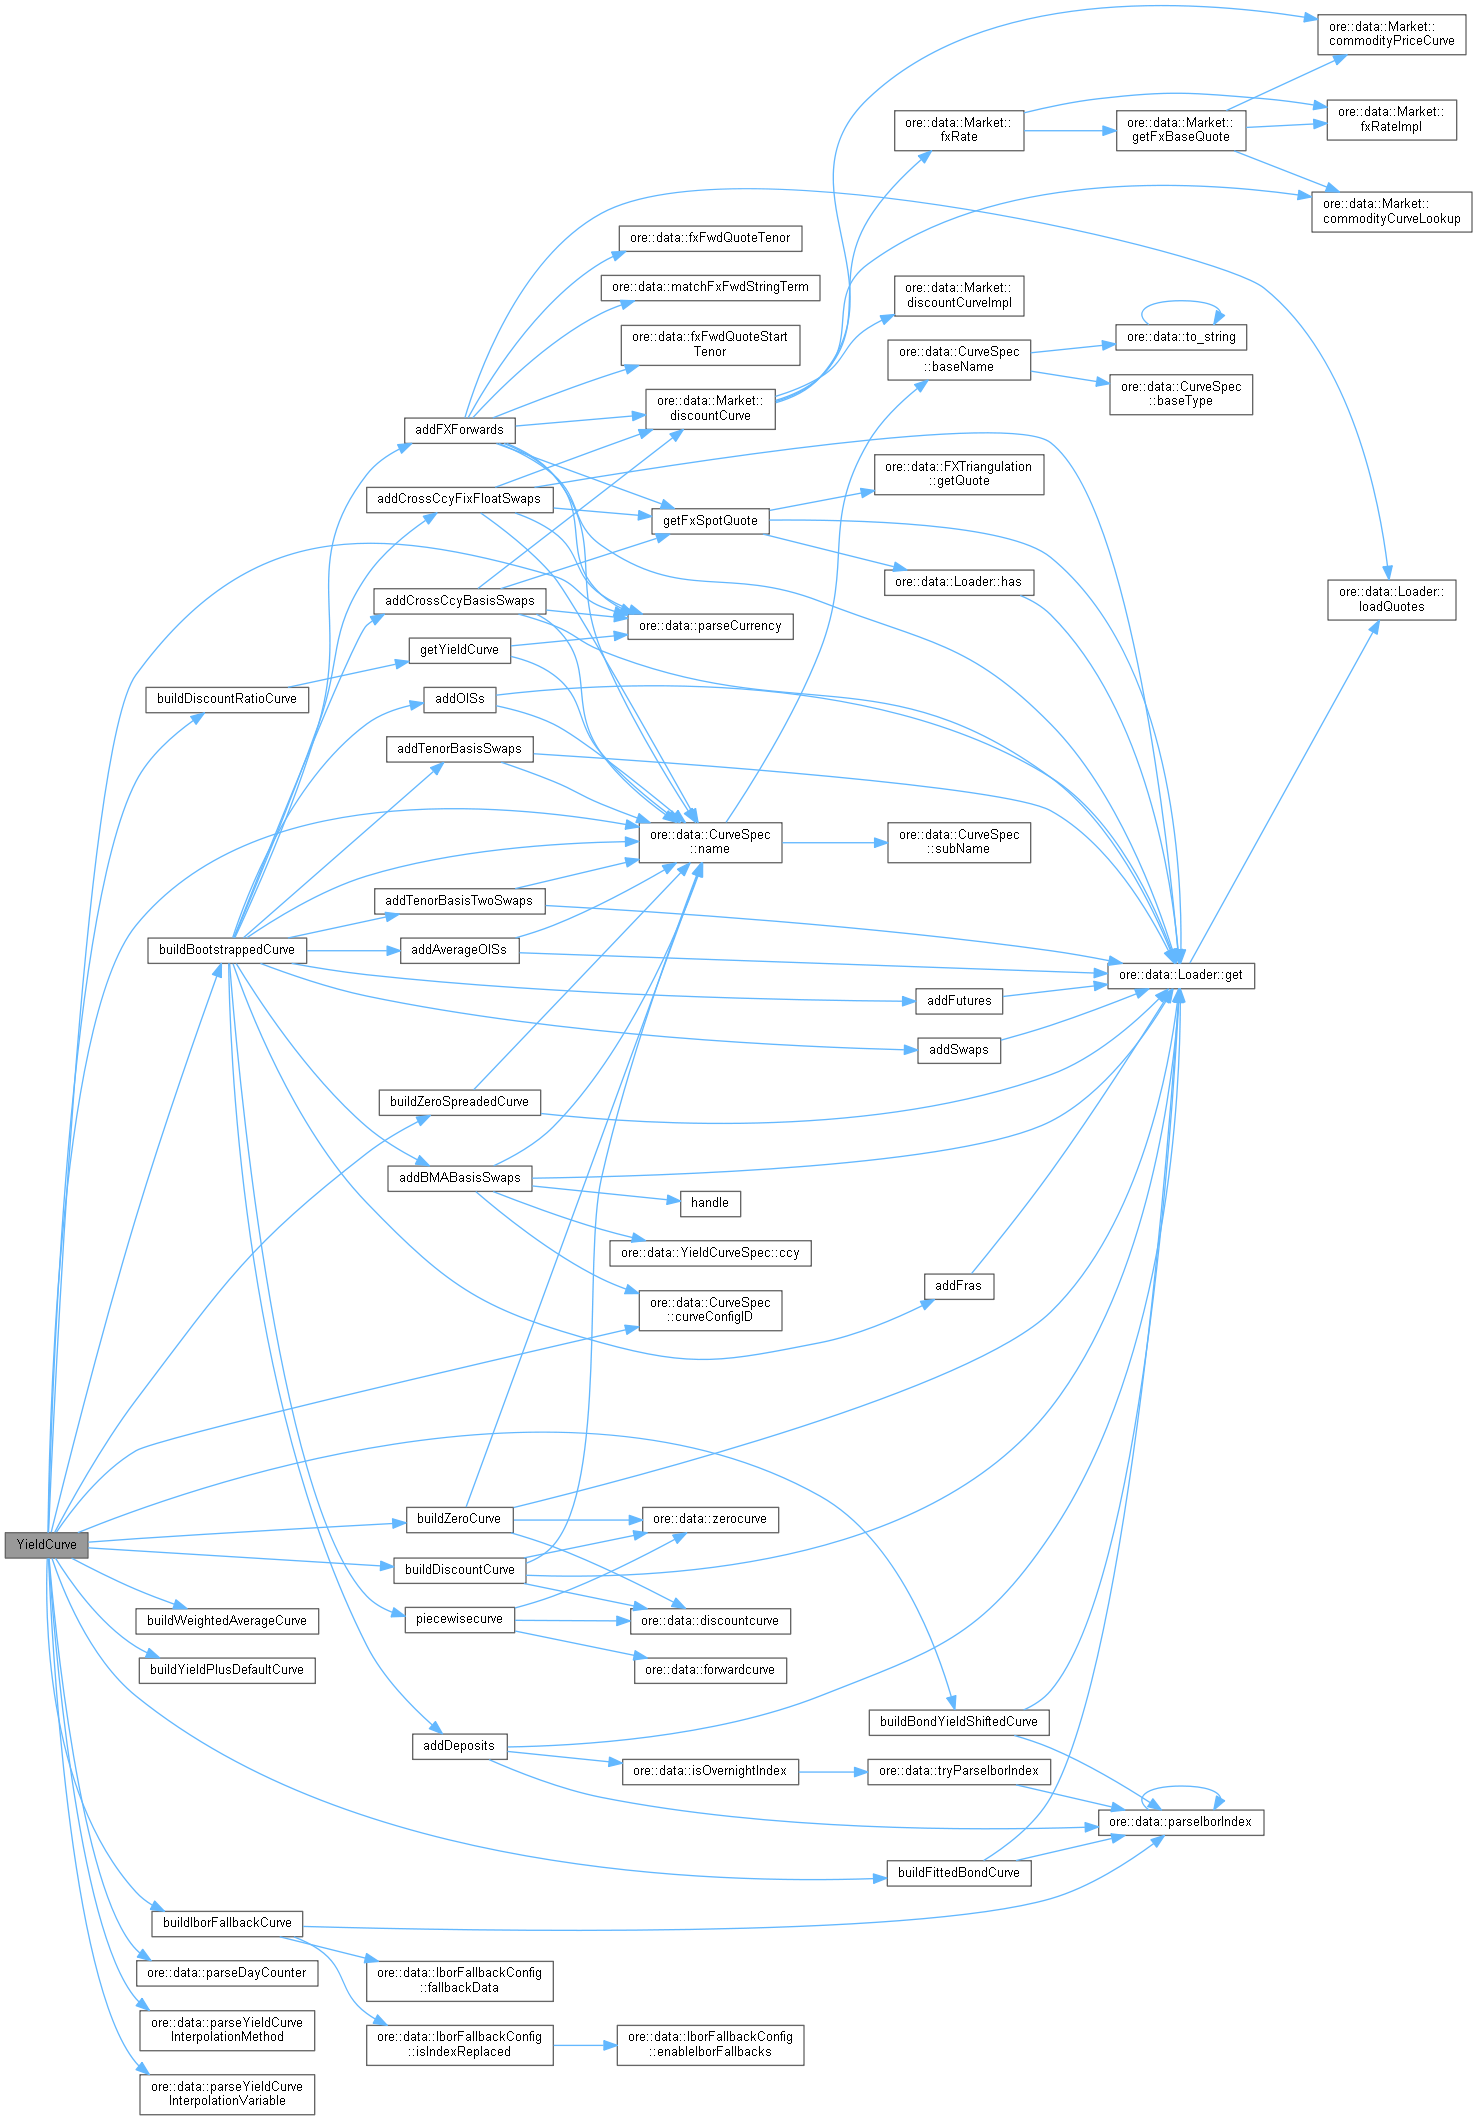 ore::data::Market::
commodityPriceCurve
ore::data::Market::
fxRate
ore::data::Market::
getFxBaseQuote
ore::data::Market::
fxRateImpl
ore::data::Market::
commodityCurveLookup
ore::data::fxFwdQuoteTenor
ore::data::matchFxFwdStringTerm
ore::data::Market::
discountCurveImpl
ore::data::fxFwdQuoteStart
Tenor
ore::data::to_string
ore::data::CurveSpec
::baseName
ore::data::CurveSpec
::baseType
ore::data::Market::
discountCurve
addFXForwards
ore::data::FXTriangulation
::getQuote
addCrossCcyFixFloatSwaps
getFxSpotQuote
ore::data::Loader::has
ore::data::Loader::
loadQuotes
addCrossCcyBasisSwaps
ore::data::parseCurrency
getYieldCurve
buildDiscountRatioCurve
addOISs
addTenorBasisSwaps
ore::data::CurveSpec
::name
ore::data::CurveSpec
::subName
addTenorBasisTwoSwaps
buildBootstrappedCurve
addAverageOISs
ore::data::Loader::get
addFutures
addSwaps
buildZeroSpreadedCurve
addBMABasisSwaps
handle
ore::data::YieldCurveSpec::ccy
addFras
ore::data::CurveSpec
::curveConfigID
buildZeroCurve
ore::data::zerocurve
YieldCurve
buildDiscountCurve
buildWeightedAverageCurve
piecewisecurve
ore::data::discountcurve
buildYieldPlusDefaultCurve
ore::data::forwardcurve
buildBondYieldShiftedCurve
addDeposits
ore::data::isOvernightIndex
ore::data::tryParseIborIndex
ore::data::parseIborIndex
buildFittedBondCurve
buildIborFallbackCurve
ore::data::parseDayCounter
ore::data::IborFallbackConfig
::fallbackData
ore::data::parseYieldCurve
InterpolationMethod
ore::data::IborFallbackConfig
::isIndexReplaced
ore::data::IborFallbackConfig
::enableIborFallbacks
ore::data::parseYieldCurve
InterpolationVariable